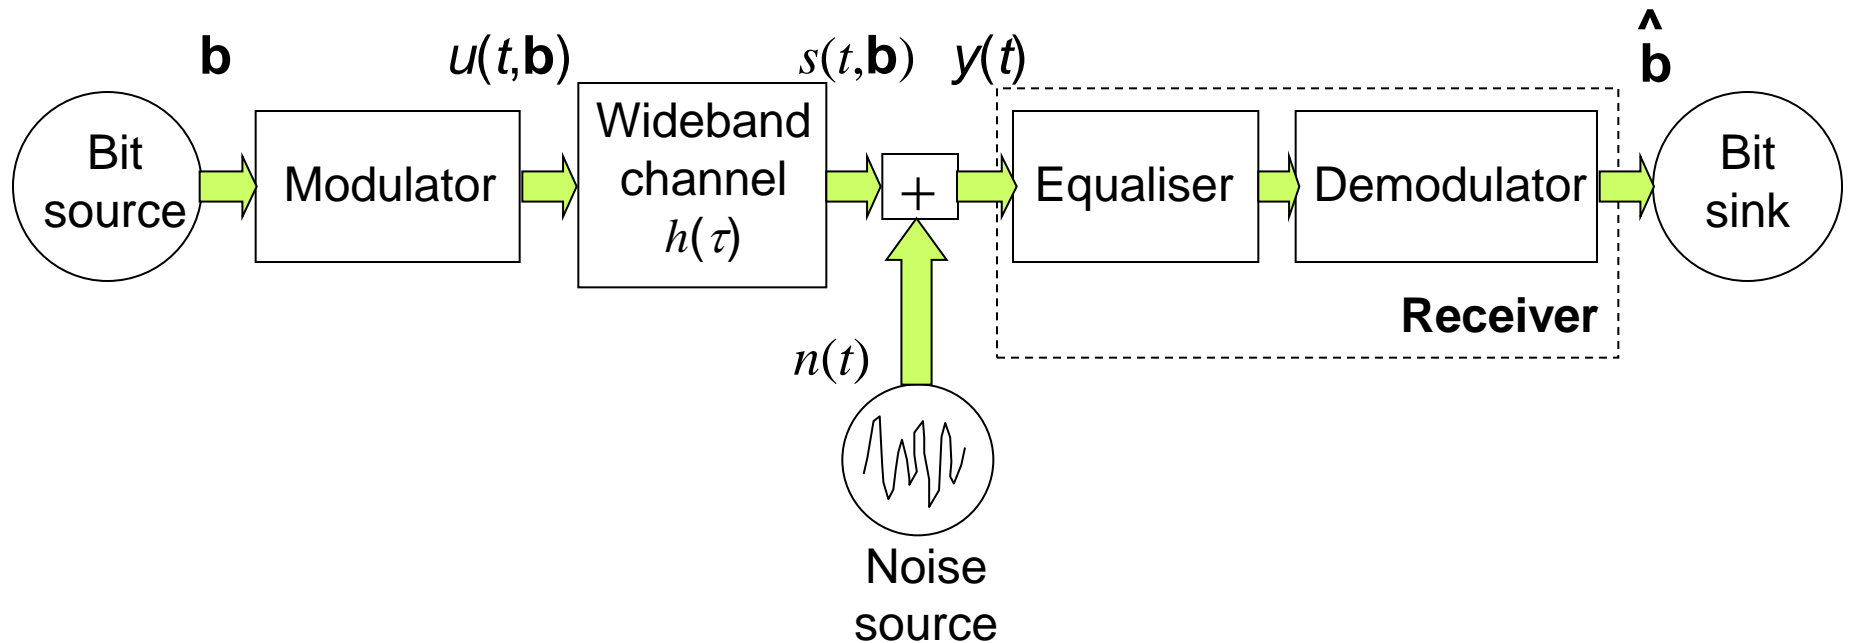 b
u(t,b)
s(t,b)
y(t)
b̂
Bit
source
Modulator
Wideband
channel
h(τ)
+
Equaliser
Demodulator
Bit
sink
Receiver
n(t)
Noise
source